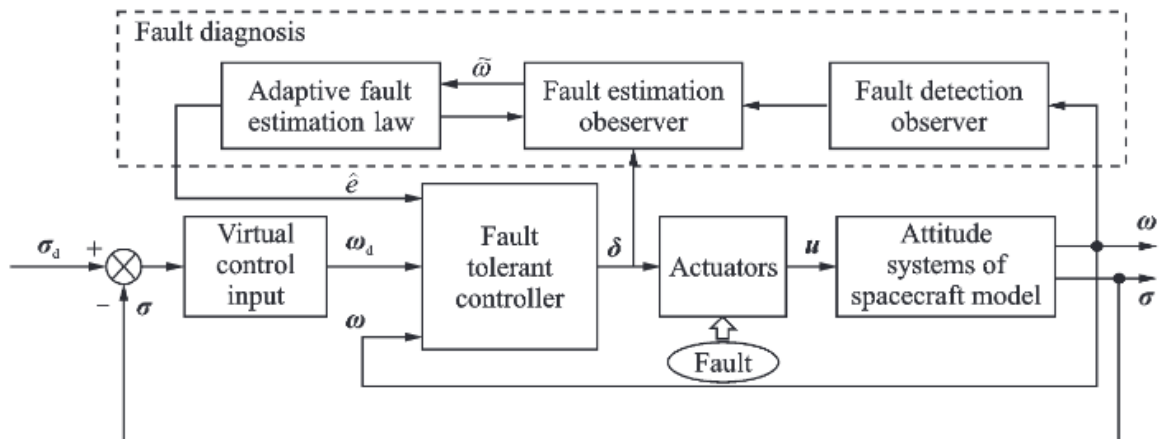 Fault diagnosis
Adaptive fault
estimation law
ω̃
Fault estimation
obeserver
Fault detection
observer
ê
σd
+
−
σ
Virtual
control
input
ωd
ω
Fault
tolerant
controller
δ
Actuators
Fault
u
Attitude
systems of
spacecraft model
ω
σ